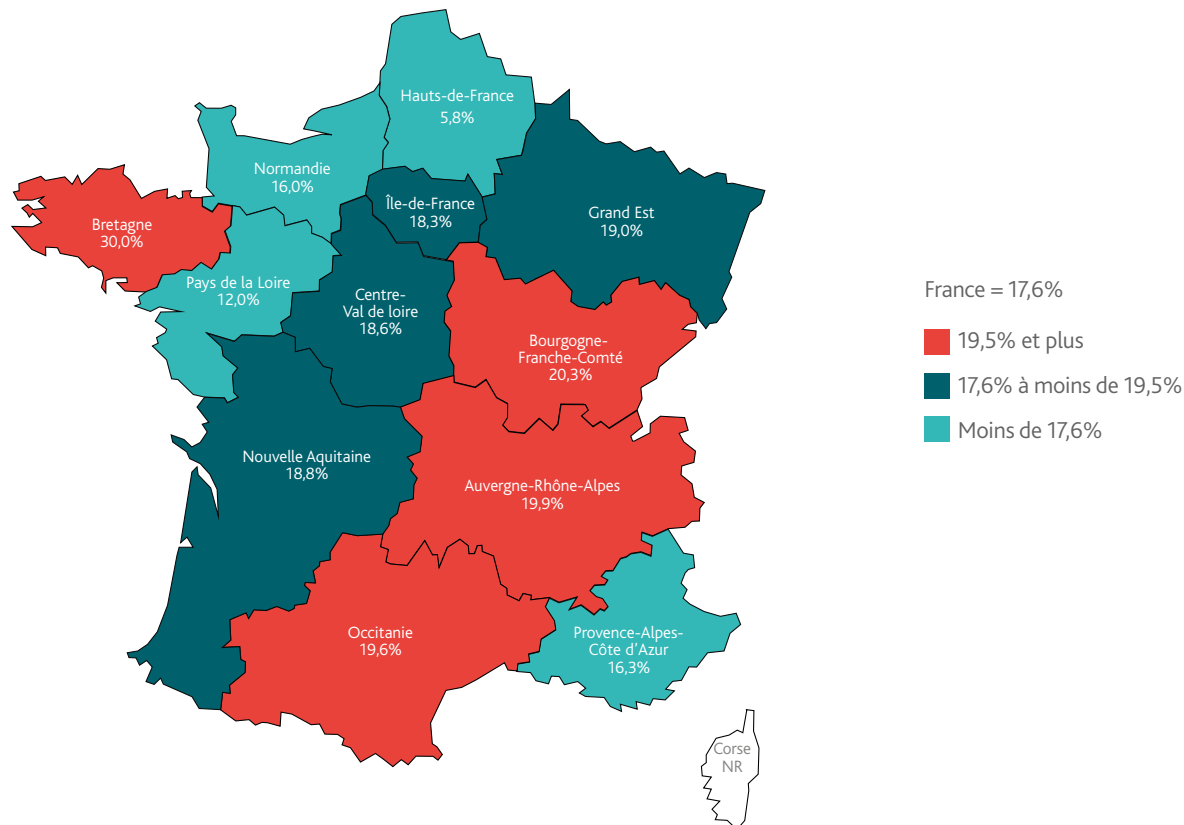 Hauts-de-France
5,8%
Normandie
16,0%
Île-de-France
18,3%
Grand Est
19,0%
Bretagne
30,0%
Pays de la Loire
12,0%
Centre-
Val de loire
18,6%
Bourgogne-
Franche-Comté
20,3%
Nouvelle Aquitaine
18,8%
Auvergne-Rhône-Alpes
19,9%
Occitanie
19,6%
Provence-Alpes-
Côte d'Azur
16,3%
Corse
NR
France = 17,6%
19,5% et plus
17,6% à moins de 19,5%
Moins de 17,6%